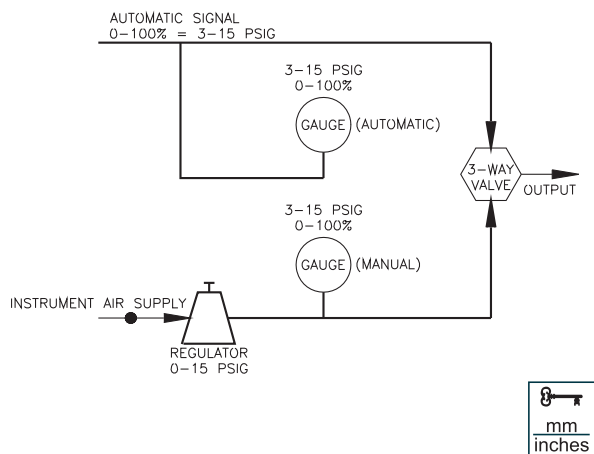 AUTOMATIC SIGNAL
0-100% = 3-15 PSIG
3-15 PSIG
0-100%
GAUGE (AUTOMATIC)
3-WAY
VALVE
OUTPUT
3-15 PSIG
0-100%
GAUGE (MANUAL)
INSTRUMENT AIR SUPPLY
REGULATOR
0-15 PSIG
mm
inches